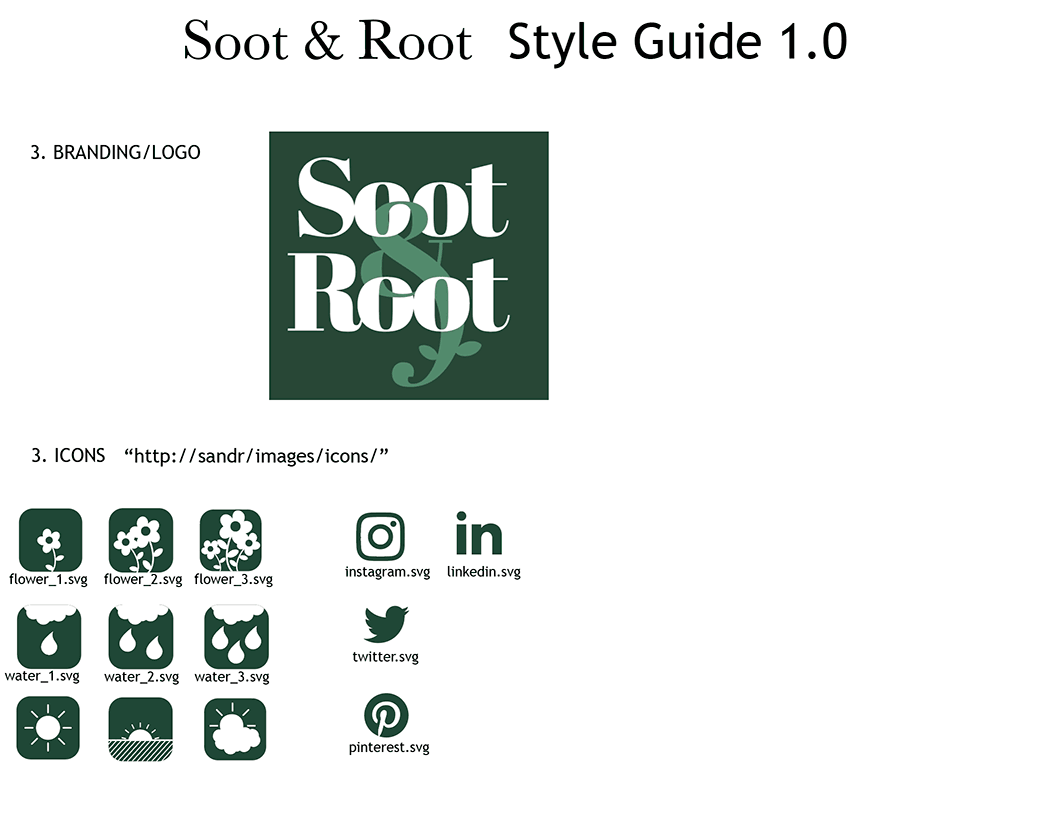 Soot & Root Style Guide 1.0
3. BRANDING/LOGO
Soot
&
Root
3. ICONS “http://sandr/images/icons/”
flower_1.svg flower_2.svg flower_3.svg instagram.svg linkedin.svg
in
water_1.svg water_2.svg water_3.svg twitter.svg
pinterest.svg